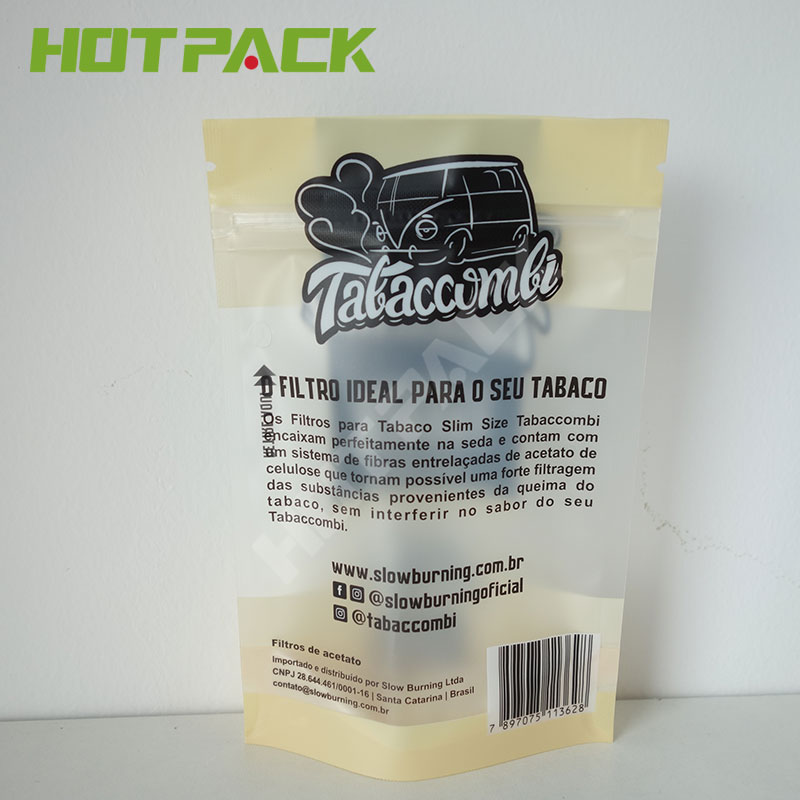 HOTPACK
Tabaccombi
O FILTRO IDEAL PARA O SEU TABACO
Os Filtros para Tabaco Slim Size Tabaccombi
encaixam perfeitamente na seda e contam com
um sistema de fibras entrelaçadas de acetato de
celulose que tornam possível uma forte filtragem
das substâncias provenientes da queima do
tabaco, sem interferir no sabor do seu
Tabaccombi.
www.slowburning.com.br
@slowburningoficial
@tabaccombi
Filtros de acetato
Importado e distribuído por Slow Burning Ltda
CNPJ 28.644.461/0001-16 | Santa Catarina | Brasil
contato@slowburning.com.br
7 897075 113628
HOTPACK